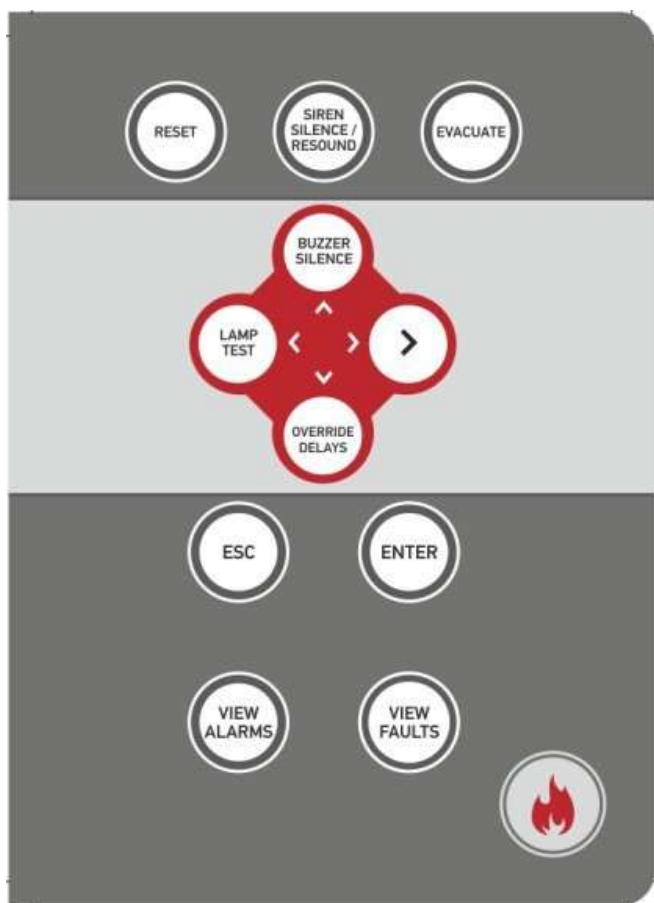 RESET
SIREN
SILENCE /
RESOUND
EVACUATE
BUZZER
SILENCE
LAMP
TEST
>
OVERRIDE
DELAYS
ESC
ENTER
VIEW
ALARMS
VIEW
FAULTS